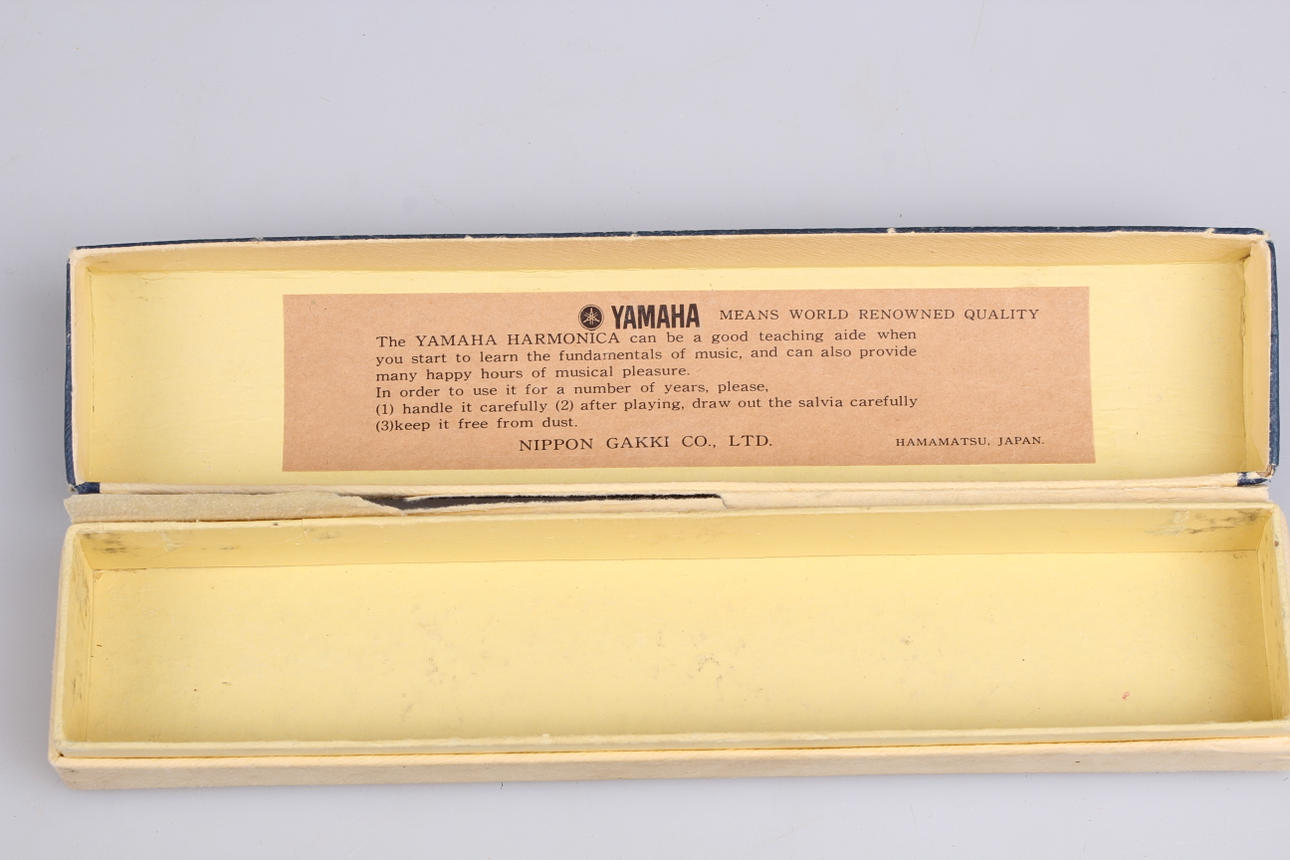 YAMAHA MEANS WORLD RENOWNED QUALITY
The YAMAHA HARMONICA can be a good teaching aide when
you start to learn the fundamentals of music, and can also provide
many happy hours of musical pleasure.
In order to use it for a number of years, please,
(1) handle it carefully (2) after playing, draw out the salvia carefully
(3)keep it free from dust.
NIPPON GAKKI CO., LTD. HAMAMATSU, JAPAN.